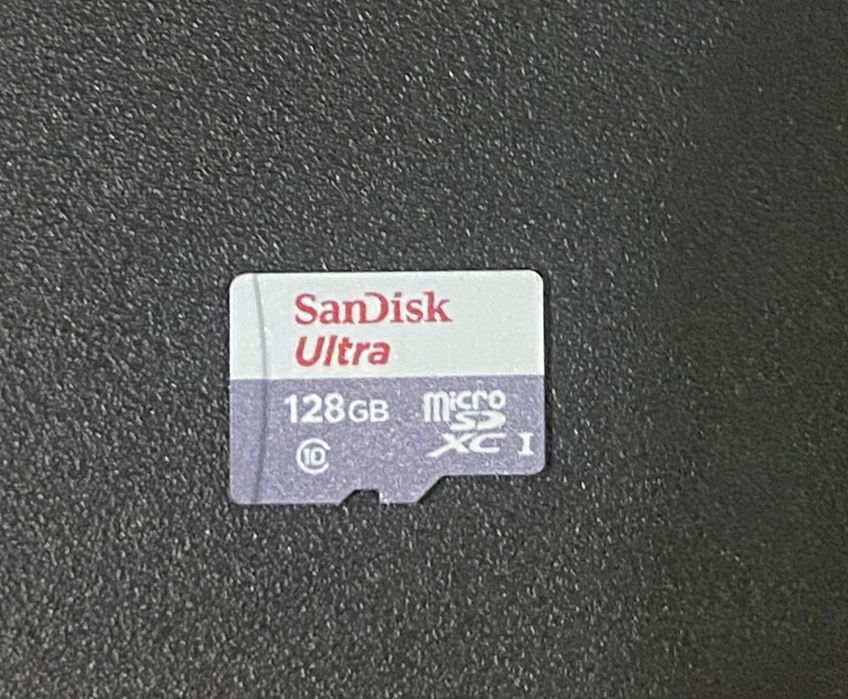 SanDisk
Ultra
128GB
micro
SD
XC I
10